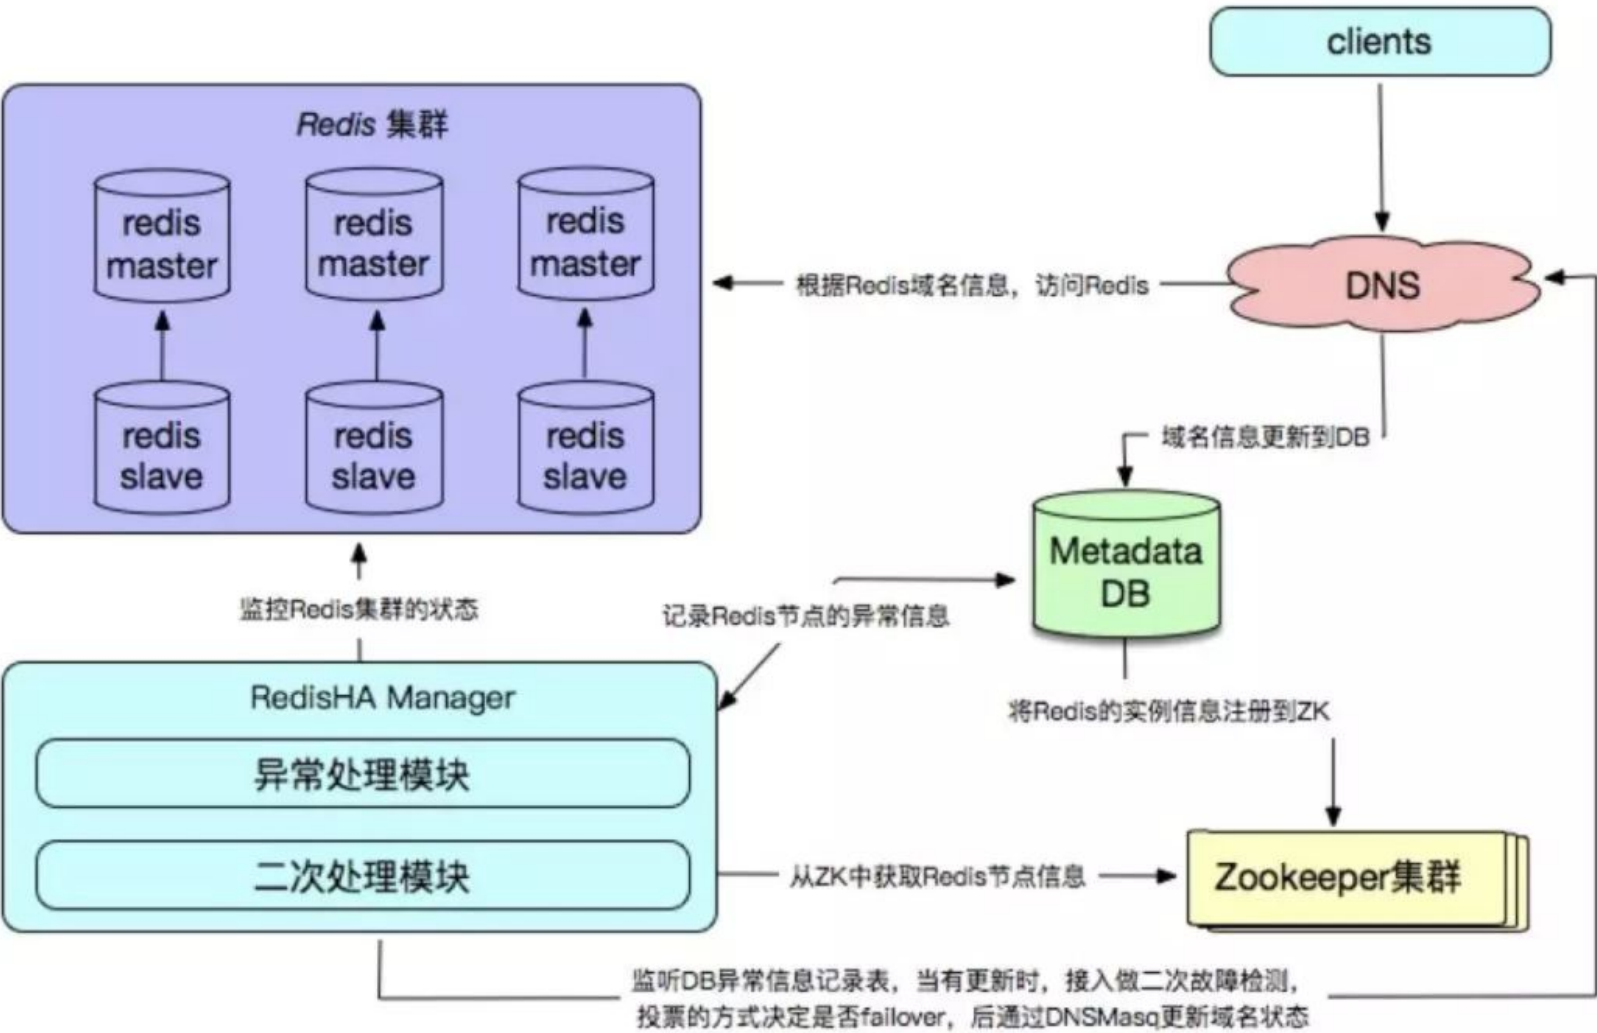 clients
Redis 集群
redis
master
redis
master
redis
master
根据Redis域名信息，访问Redis
DNS
redis
slave
redis
slave
redis
slave
域名信息更新到DB
Metadata
DB
监控Redis集群的状态
记录Redis节点的异常信息
RedisHA Manager
将Redis的实例信息注册到ZK
异常处理模块
二次处理模块
从ZK中获取Redis节点信息
Zookeeper集群
监听DB异常信息记录表，当有更新时，接入做二次故障检测，
投票的方式决定是否failover，后通过DNSMasq更新域名状态